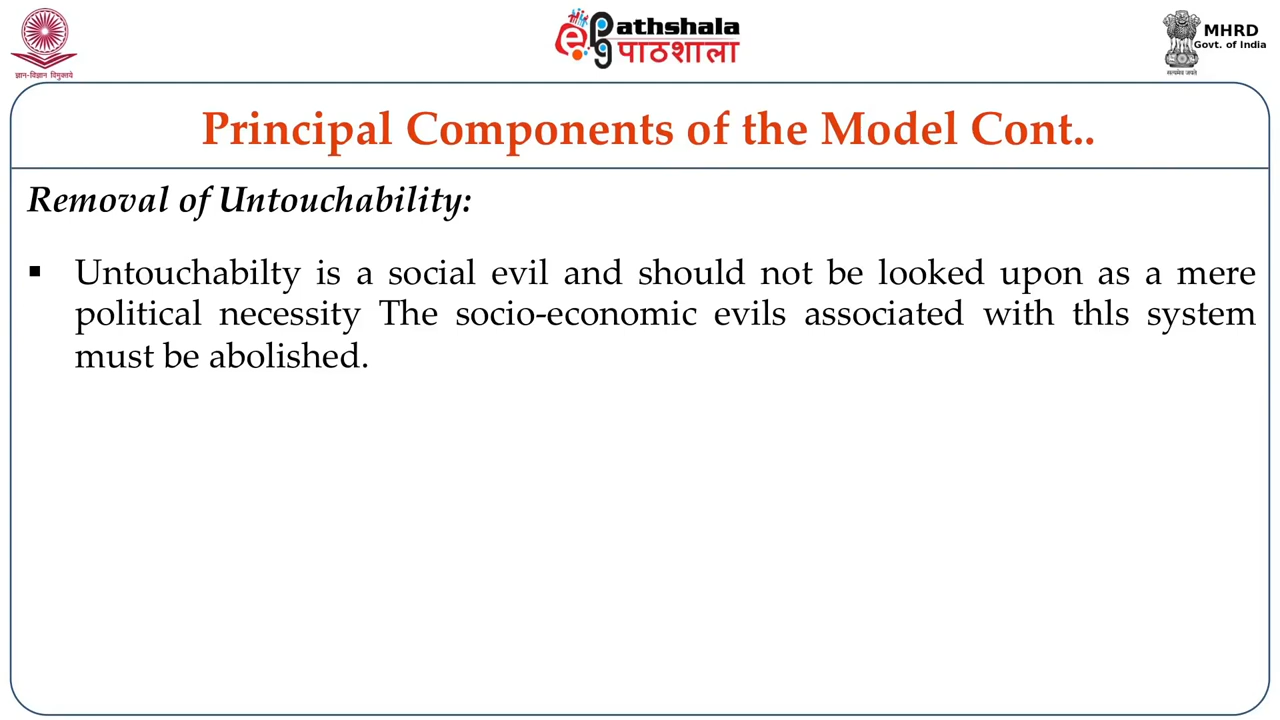 ज्ञान-विज्ञान विमुक्तये
ePathshala
पाठशाला
MHRD
Govt. of India
सत्यमेव जयते
Principal Components of the Model Cont..
Removal of Untouchability:
▪ Untouchabilty is a social evil and should not be looked upon as a mere
political necessity The socio-economic evils associated with thls system
must be abolished.